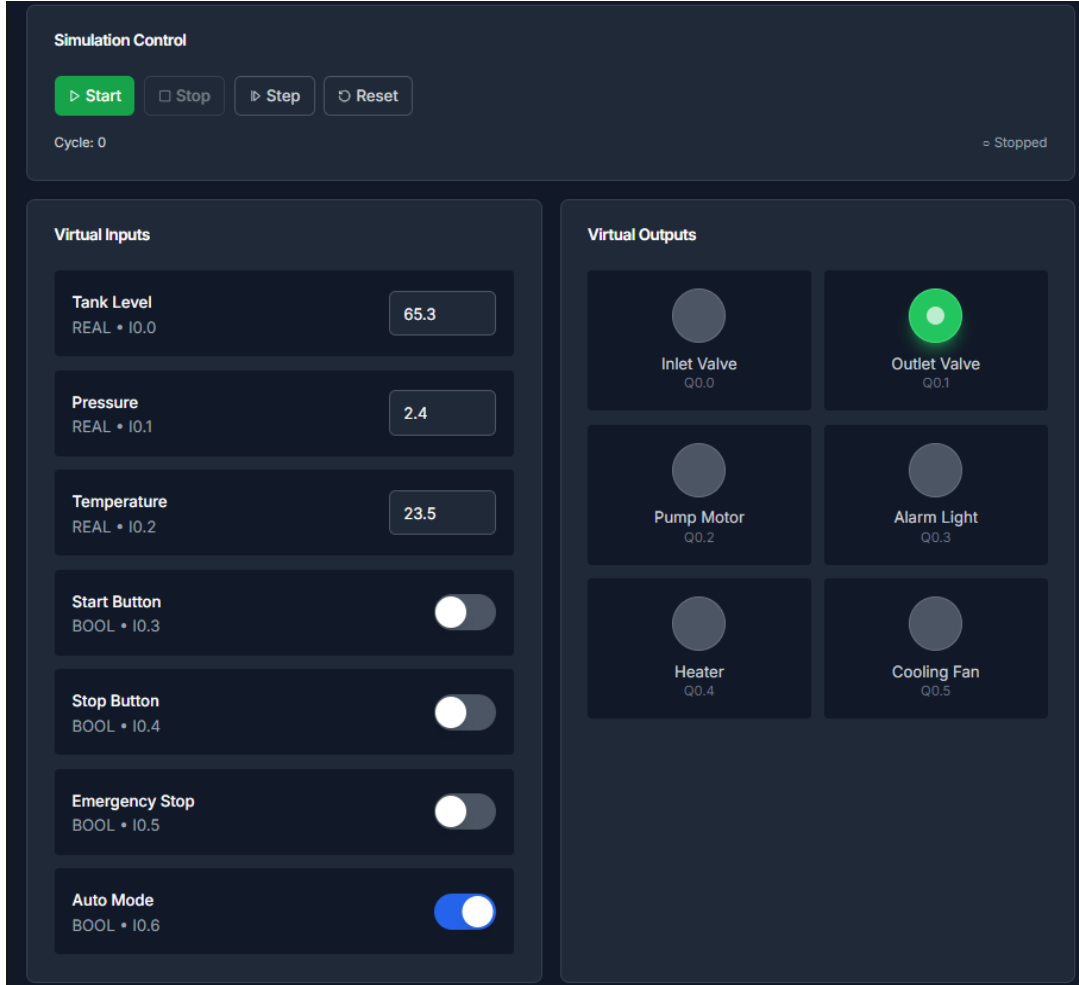 Simulation Control
Start
Stop
Step
Reset
Cycle: 0
Stopped
Virtual Inputs
Tank Level
REAL • I0.0
65.3
Pressure
REAL • I0.1
2.4
Temperature
REAL • I0.2
23.5
Start Button
BOOL • I0.3
Stop Button
BOOL • I0.4
Emergency Stop
BOOL • I0.5
Auto Mode
BOOL • I0.6
Virtual Outputs
Inlet Valve
Q0.0
Outlet Valve
Q0.1
Pump Motor
Q0.2
Alarm Light
Q0.3
Heater
Q0.4
Cooling Fan
Q0.5